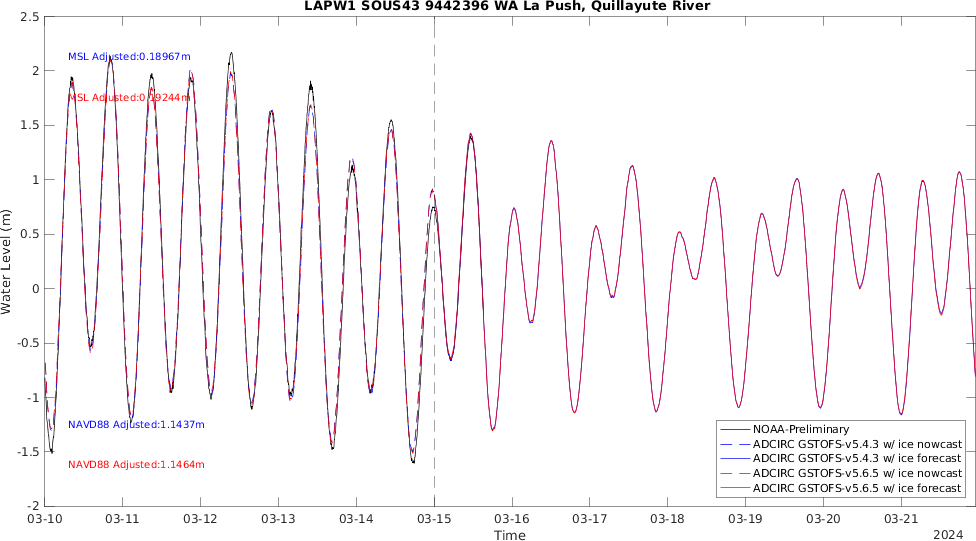 LAPW1 SOUS43 9442396 WA La Push, Quillayute River
2.5
2
1.5
1
0.5
0
-0.5
-1
-1.5
-2
Water Level (m)
MSL Adjusted:0.18967m
MSL Adjusted:0.19244m
NAVD88 Adjusted:1.1437m
NAVD88 Adjusted:1.1464m
NOAA-Preliminary
ADCIRC GSTOFS-v5.4.3 w/ ice nowcast
ADCIRC GSTOFS-v5.4.3 w/ ice forecast
ADCIRC GSTOFS-v5.6.5 w/ ice nowcast
ADCIRC GSTOFS-v5.6.5 w/ ice forecast
03-10 03-11 03-12 03-13 03-14 03-15 03-16 03-17 03-18 03-19 03-20 03-21
Time
2024